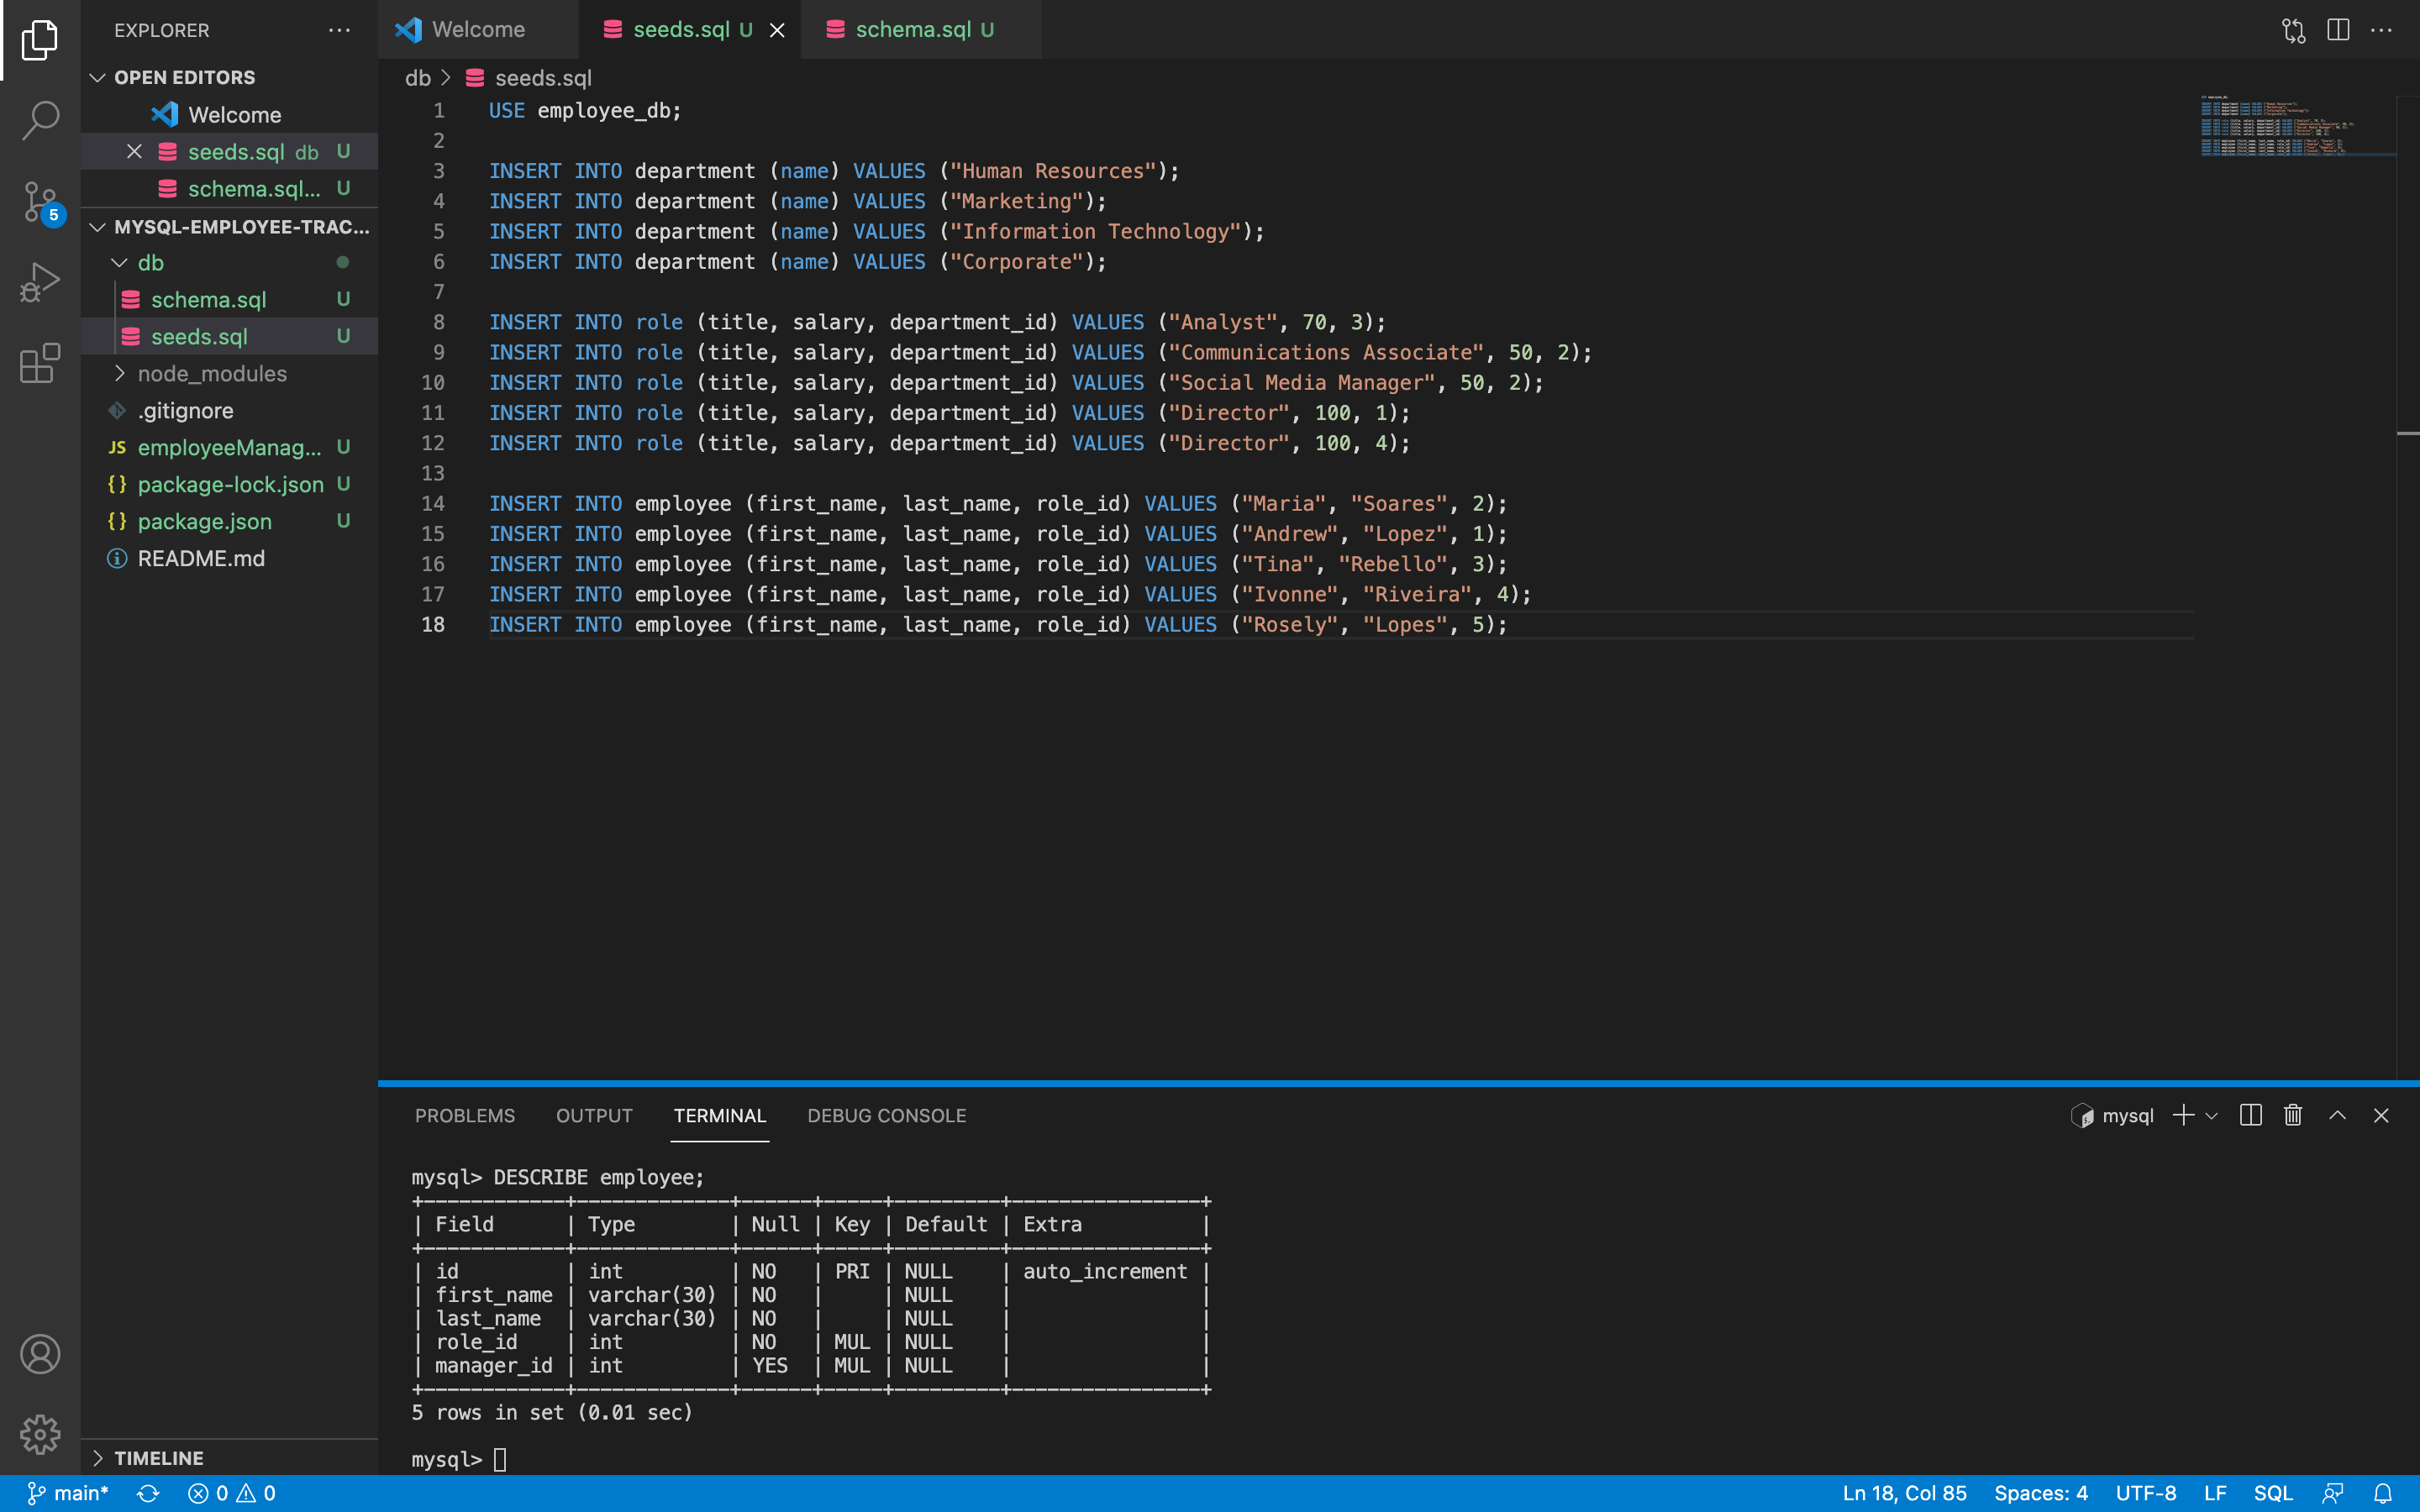 EXPLORER
OPEN EDITORS
Welcome
seeds.sql db U
schema.sql... U
MYSQL-EMPLOYEE-TRAC...
db
schema.sql U
seeds.sql U
node_modules
.gitignore
JS employeeManag... U
{} package-lock.json U
{} package.json U
README.md
TIMELINE
5
Welcome
seeds.sql U
schema.sql U
db > seeds.sql
1 USE employee_db;
2
3 INSERT INTO department (name) VALUES ("Human Resources");
4 INSERT INTO department (name) VALUES ("Marketing");
5 INSERT INTO department (name) VALUES ("Information Technology");
6 INSERT INTO department (name) VALUES ("Corporate");
7
8 INSERT INTO role (title, salary, department_id) VALUES ("Analyst", 70, 3);
9 INSERT INTO role (title, salary, department_id) VALUES ("Communications Associate", 50, 2);
10 INSERT INTO role (title, salary, department_id) VALUES ("Social Media Manager", 50, 2);
11 INSERT INTO role (title, salary, department_id) VALUES ("Director", 100, 1);
12 INSERT INTO role (title, salary, department_id) VALUES ("Director", 100, 4);
13
14 INSERT INTO employee (first_name, last_name, role_id) VALUES ("Maria", "Soares", 2);
15 INSERT INTO employee (first_name, last_name, role_id) VALUES ("Andrew", "Lopez", 1);
16 INSERT INTO employee (first_name, last_name, role_id) VALUES ("Tina", "Rebello", 3);
17 INSERT INTO employee (first_name, last_name, role_id) VALUES ("Ivonne", "Riveira", 4);
18 INSERT INTO employee (first_name, last_name, role_id) VALUES ("Rosely", "Lopes", 5);
PROBLEMS OUTPUT TERMINAL DEBUG CONSOLE
mysql
mysql> DESCRIBE employee;
+------------+-------------+------+-----+---------+----------------+
| Field      | Type        | Null | Key | Default | Extra          |
+------------+-------------+------+-----+---------+----------------+
| id         | int         | NO   | PRI | NULL    | auto_increment |
| first_name | varchar(30) | NO   |     | NULL    |                |
| last_name  | varchar(30) | NO   |     | NULL    |                |
| role_id    | int         | NO   | MUL | NULL    |                |
| manager_id | int         | YES  | MUL | NULL    |                |
+------------+-------------+------+-----+---------+----------------+
5 rows in set (0.01 sec)
mysql>
main* 0 0
Ln 18, Col 85 Spaces: 4 UTF-8 LF SQL